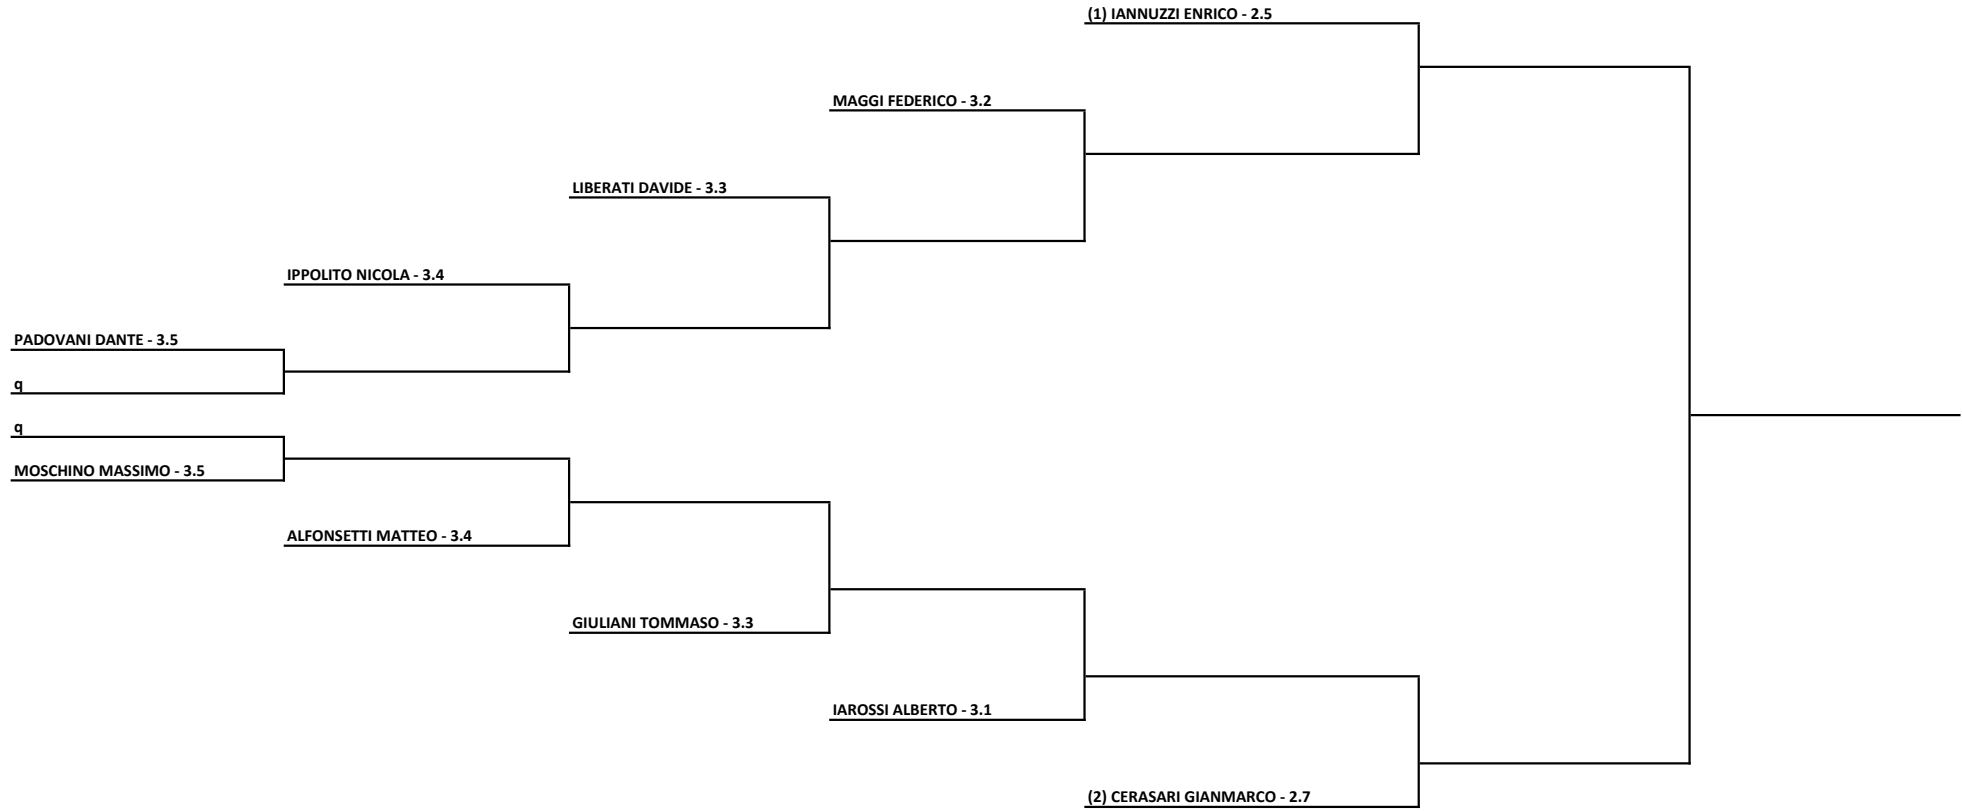 (1) IANNUZZI ENRICO - 2.5
MAGGI FEDERICO - 3.2
LIBERATI DAVIDE - 3.3
IPPOLITO NICOLA - 3.4
PADOVANI DANTE - 3.5
q
q
MOSCHINO MASSIMO - 3.5
ALFONSETTI MATTEO - 3.4
GIULIANI TOMMASO - 3.3
IAROSSI ALBERTO - 3.1
(2) CERASARI GIANMARCO - 2.7